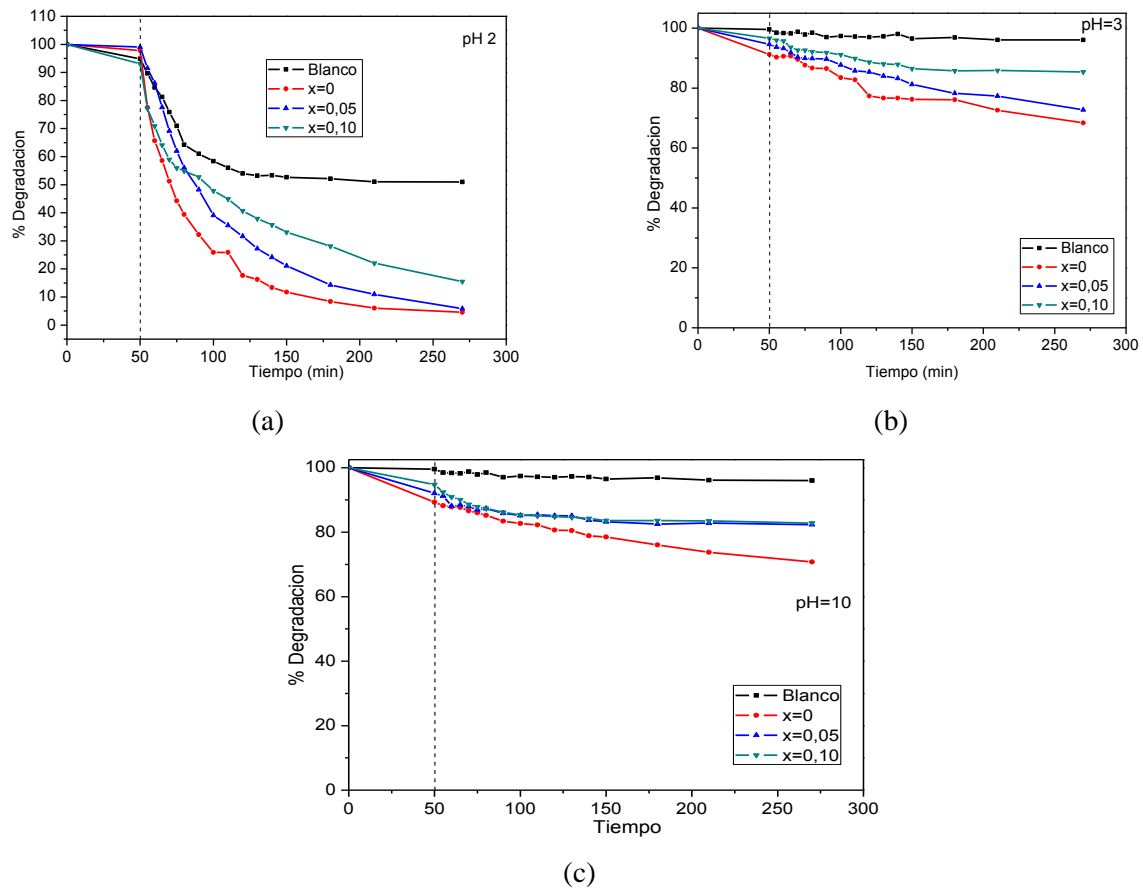 pH 2
Blanco
x=0
x=0,05
x=0,10
% Degradacion
110
100
90
80
70
60
50
40
30
20
10
0
0 50 100 150 200 250 300
Tiempo (min)
(a)
pH=3
Blanco
x=0
x=0,05
x=0,10
% Degradacion
100
80
60
40
20
0
0 50 100 150 200 250 300
Tiempo (min)
(b)
pH=10
Blanco
x=0
x=0,05
x=0,10
% Degradacion
100
80
60
40
20
0
0 50 100 150 200 250 300
Tiempo
(c)